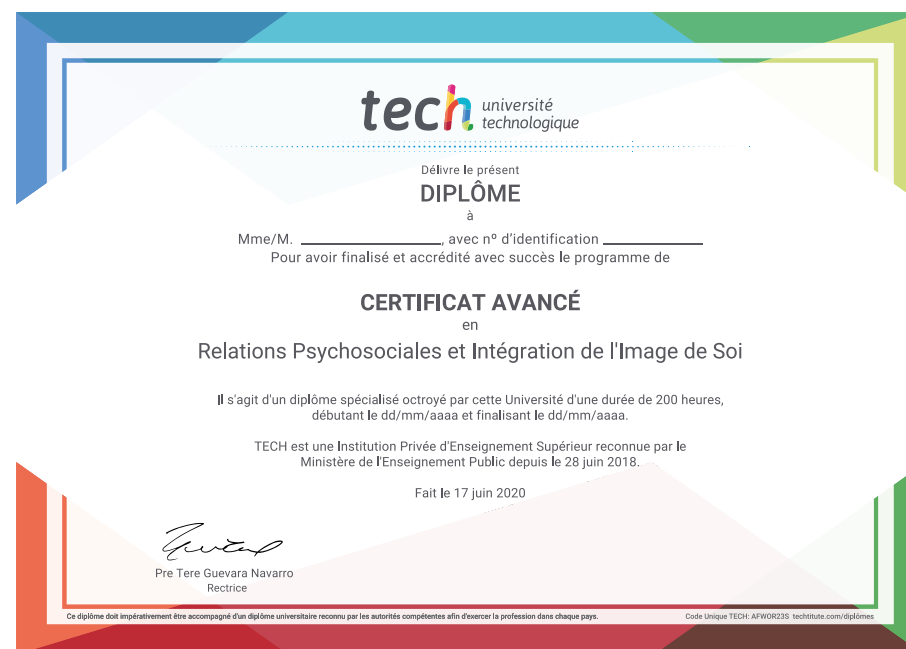 tech université
technologique
Délivre le présent
DIPLÔME
à
Mme/M. ____________________, avec nº d'identification ______________
Pour avoir finalisé et accrédité avec succès le programme de
CERTIFICAT AVANCÉ
en
Relations Psychosociales et Intégration de l'Image de Soi
Il s'agit d'un diplôme spécialisé octroyé par cette Université d'une durée de 200 heures,
débutant le dd/mm/aaaa et finalisant le dd/mm/aaaa.
TECH est une Institution Privée d'Enseignement Supérieur reconnue par le
Ministère de l'Enseignement Public depuis le 28 juin 2018.
Fait le 17 juin 2020
Pre Tere Guevara Navarro
Rectrice
Ce diplôme doit impérativement être accompagné d'un diplôme universitaire reconnu par les autorités compétentes afin d'exercer la profession dans chaque pays.
Code Unique TECH: AFWOR23S techtitute.com/diplômes